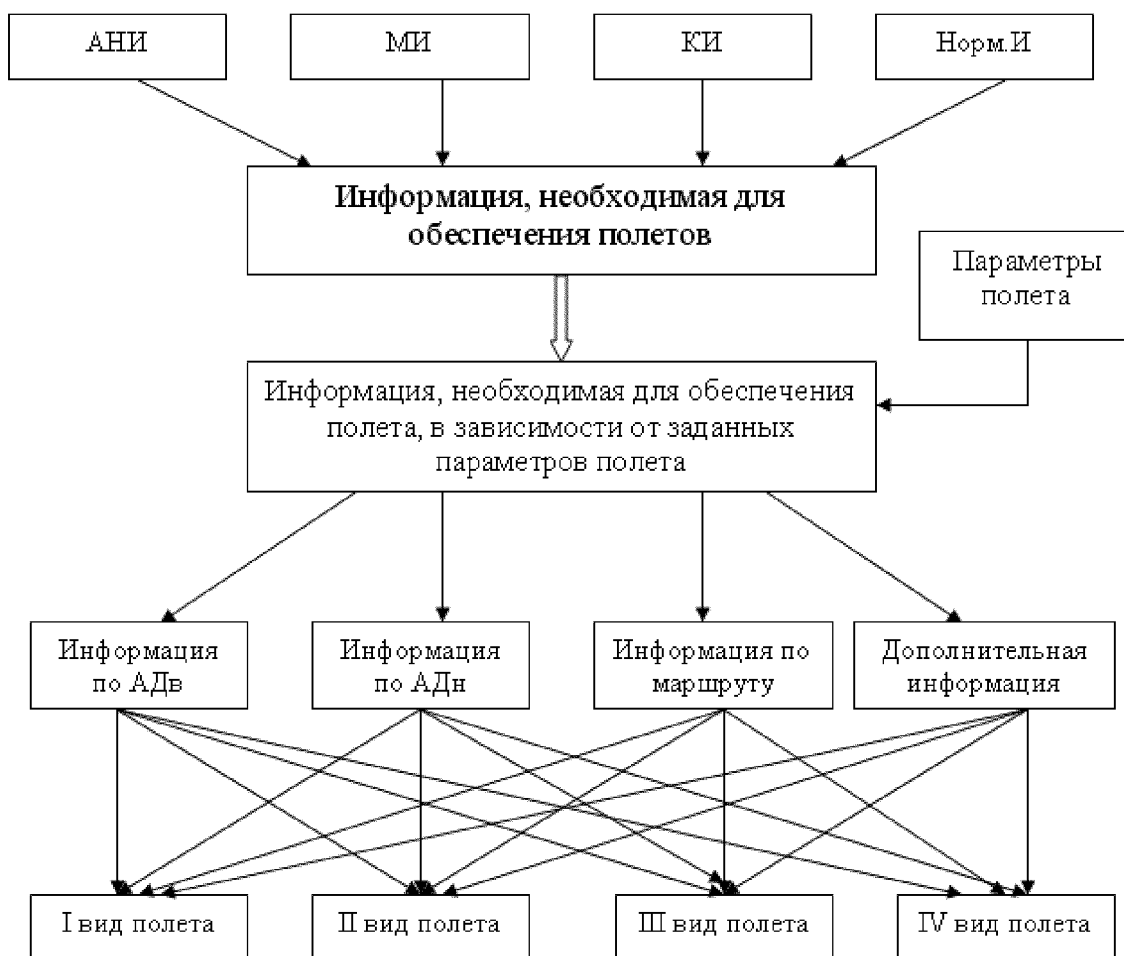 АНИ
МИ
КИ
Норм.И
Информация, необходимая для
обеспечения полетов
Параметры
полета
Информация, необходимая для обеспечения
полета, в зависимости от заданных
параметров полета
Информация
по АДв
Информация
по АДн
Информация по
маршруту
Дополнительная
информация
I вид полета
II вид полета
III вид полета
IV вид полета